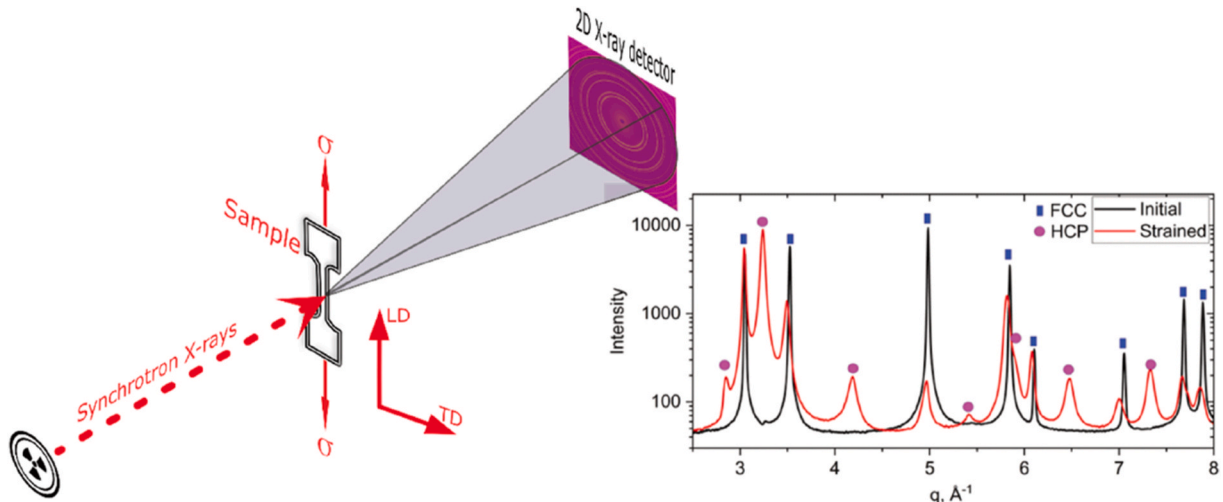 2D X-ray detector
σ
Sample
LD
TD
Synchrotron X-rays
σ
FCC
HCP
Initial
Strained
10000
1000
100
Intensity
3 4 5 6 7 8
q, Å⁻¹